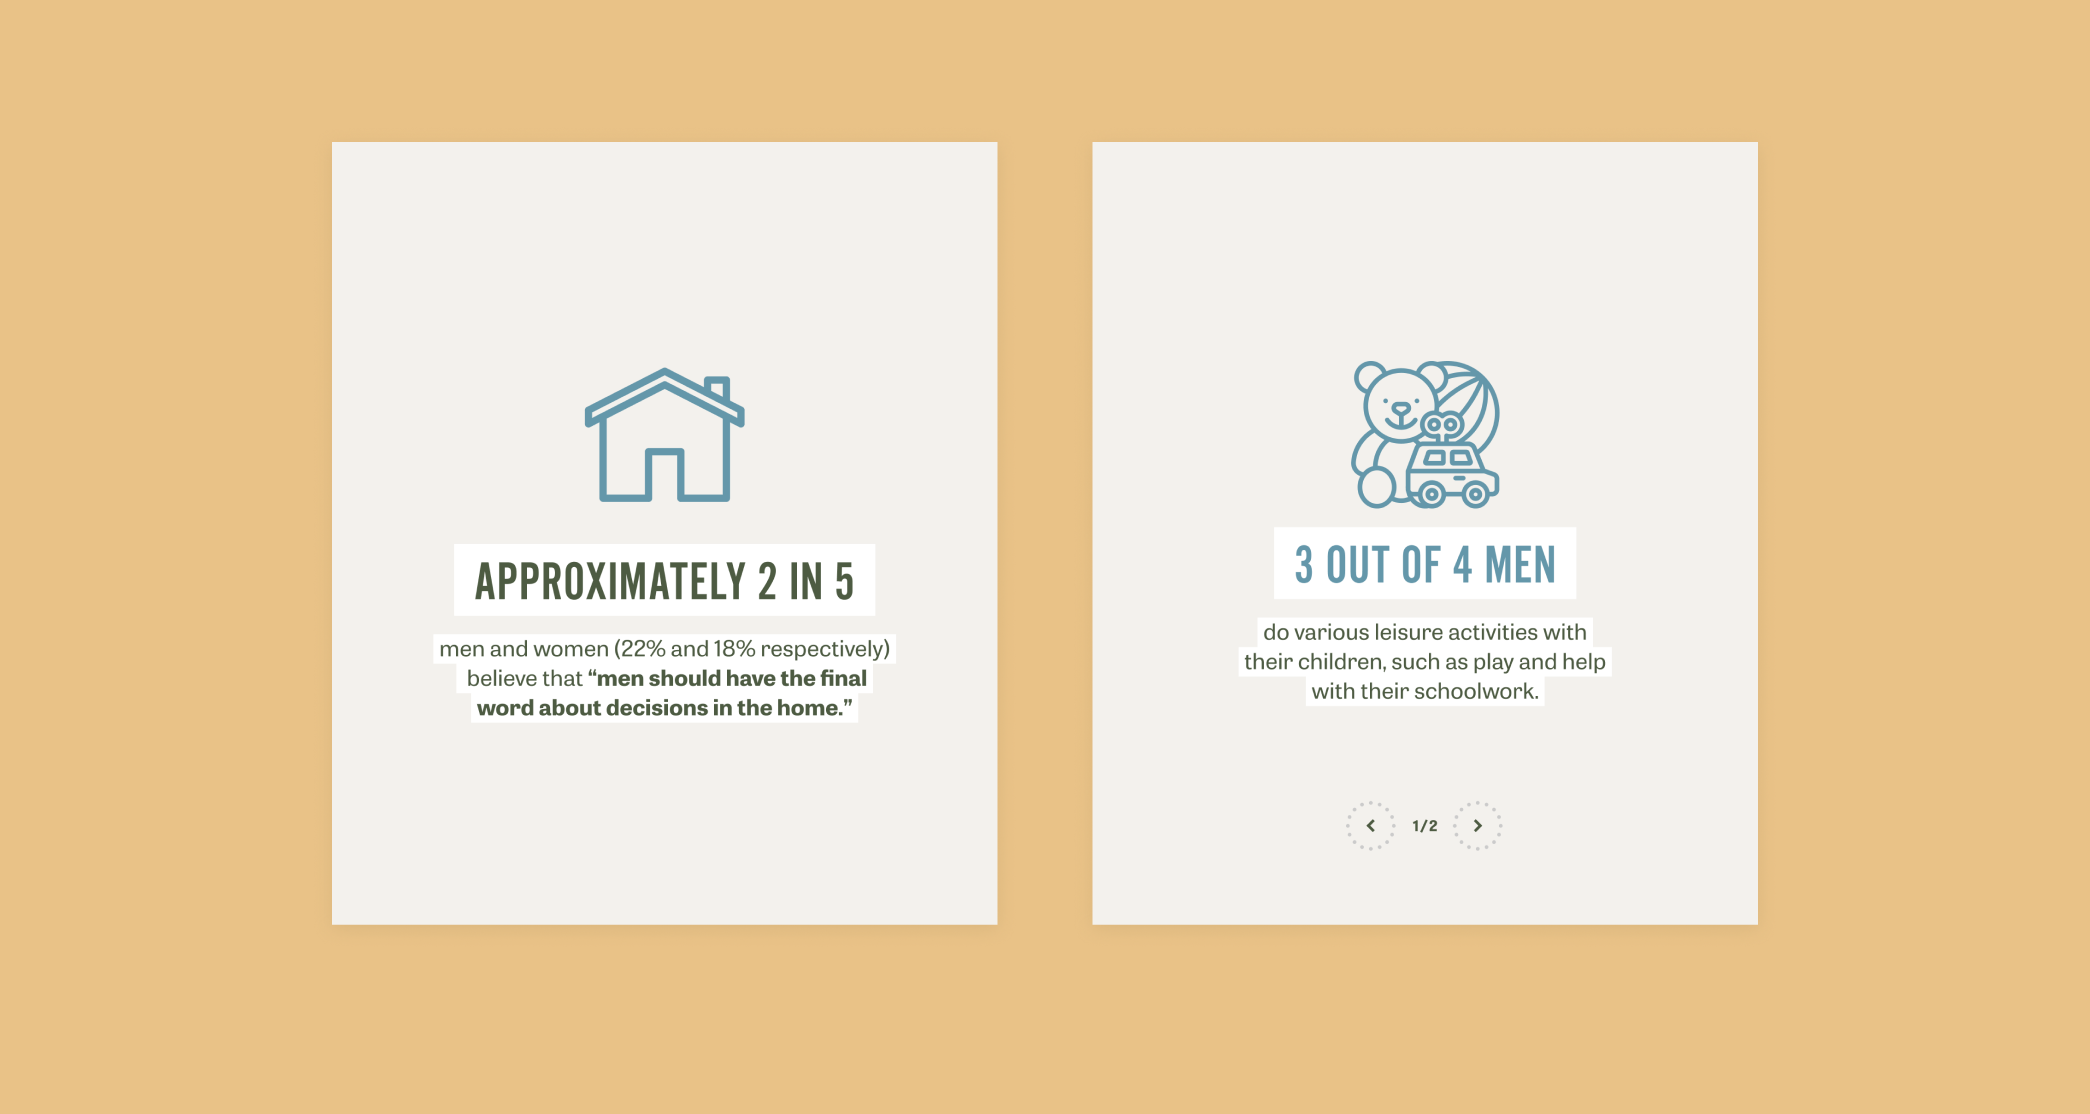 APPROXIMATELY 2 IN 5
men and women (22% and 18% respectively)
believe that “men should have the final
word about decisions in the home.”
3 OUT OF 4 MEN
do various leisure activities with
their children, such as play and help
with their schoolwork.
1/2